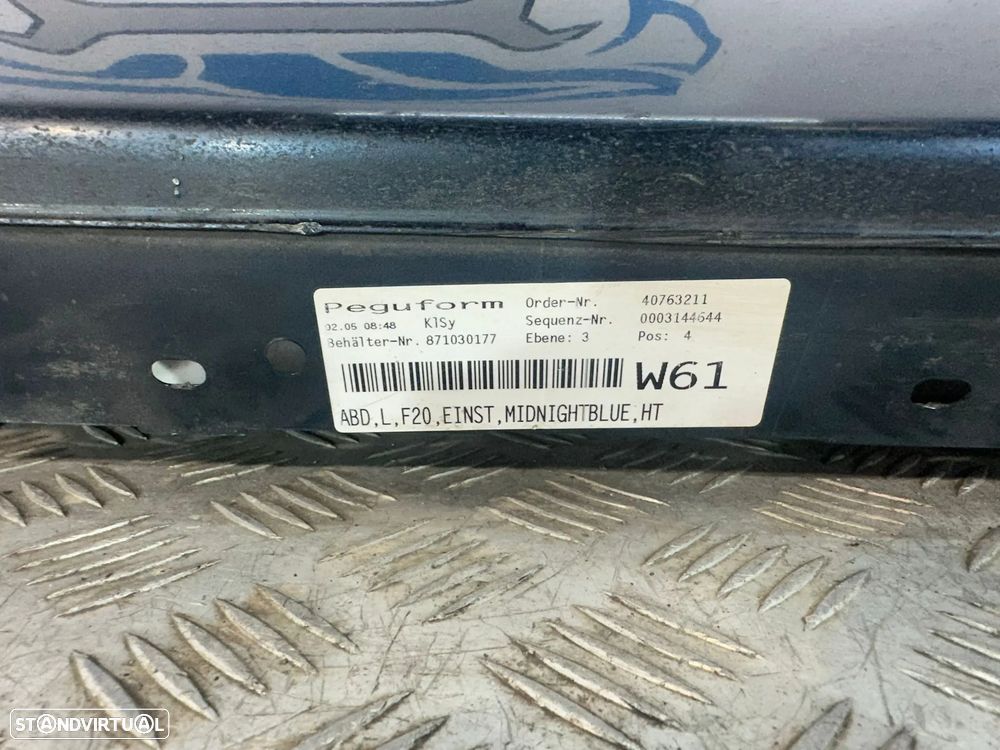 Peguform Order-Nr. 40763211
02.05 08:48 KlSy Sequenz-Nr. 0003144644
Behälter-Nr. 871030177 Ebene: 3 Pos: 4
W61
ABD,L,F20,EINST,MIDNIGHTBLUE,HT
STANDVIRTUAL